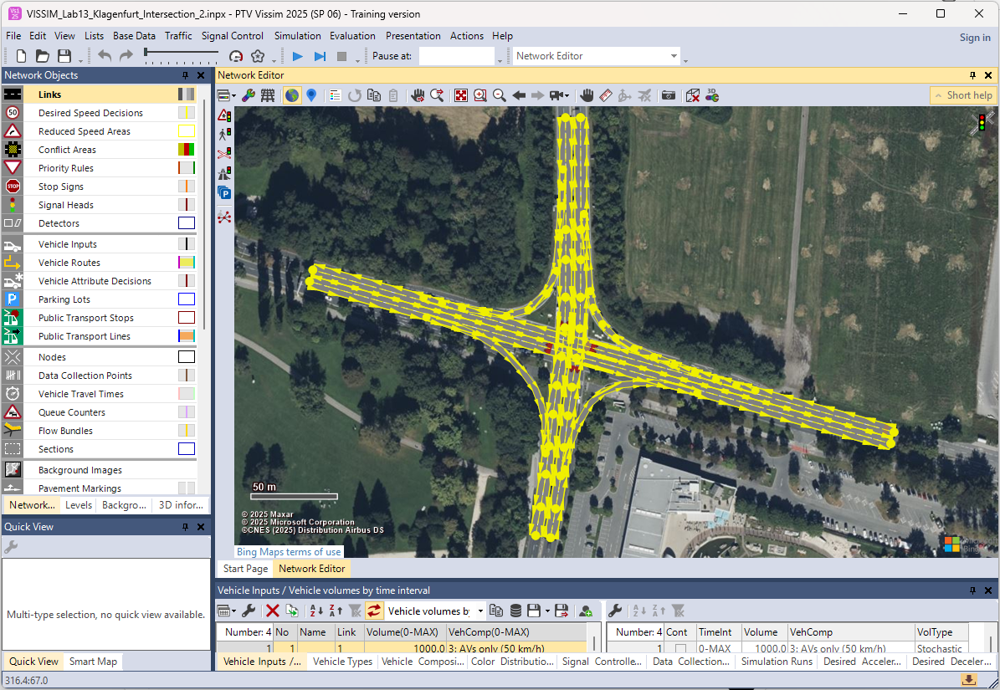 VISSIM_Lab13_Klagenfurt_Intersection_2.inpx - PTV Vissim 2025 (SP 06) - Training version
File Edit View Lists Base Data Traffic Signal Control Simulation Evaluation Presentation Actions Help
Sign in
Pause at:
Network Editor
Network Objects
Network Editor
Links
Short help
50
Desired Speed Decisions
Reduced Speed Areas
Conflict Areas
Priority Rules
STOP
Stop Signs
Signal Heads
Detectors
Vehicle Inputs
Vehicle Routes
Vehicle Attribute Decisions
P
Parking Lots
Public Transport Stops
Public Transport Lines
Nodes
Data Collection Points
Vehicle Travel Times
Queue Counters
Flow Bundles
Sections
Background Images
Pavement Markings
Network... Levels Backgro... 3D infor...
3D
P
50 m
© 2025 Maxar
© 2025 Microsoft Corporation
©CNES (2025) Distribution Airbus DS
Bing Maps terms of use
Start Page Network Editor
Quick View
Multi-type selection, no quick view available.
Quick View Smart Map
Vehicle Inputs / Vehicle volumes by time interval
Vehicle volumes by
Number: 4 No Name Link Volume(0-MAX) VehComp(0-MAX)
1 1 1 1000.0 3: AVs only (50 km/h)
Number: 4 Cont TimeInt Volume VehComp VolType
1 0-MAX 1000.0 3: AVs only (50 km/h) Stochastic
Vehicle Inputs /... Vehicle Types Vehicle Composi... Color Distributio... Signal Controlle... Data Collection... Simulation Runs Desired Acceler... Desired Deceler...
316.4:67.0